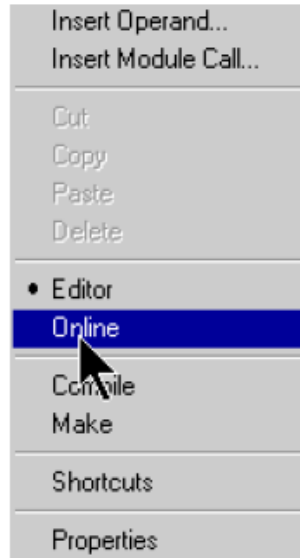 Insert Operand...
Insert Module Call...
Cut
Copy
Paste
Delete
• Editor
Online
Compile
Make
Shortcuts
Properties